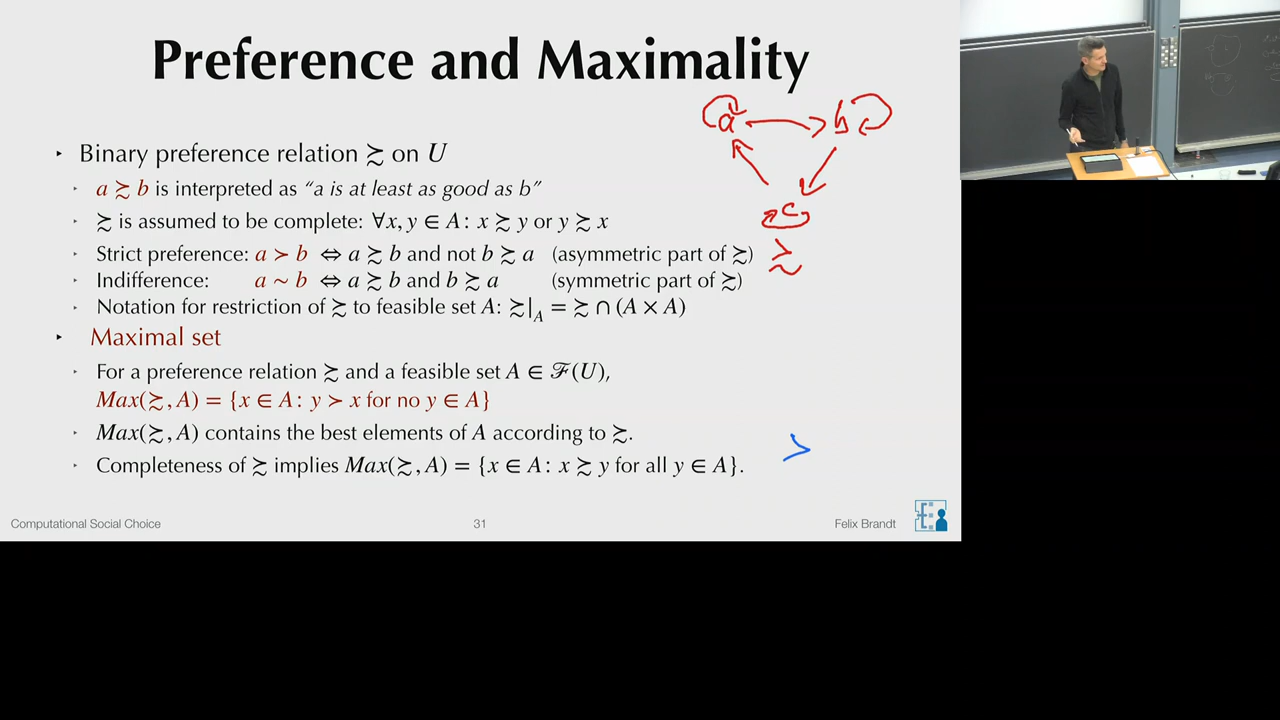 Preference and Maximality
a b
c
≿
‣ Binary preference relation ≿ on U
‣ a ≿ b is interpreted as “a is at least as good as b”
‣ ≿ is assumed to be complete: ∀x, y ∈ A: x ≿ y or y ≿ x
‣ Strict preference: a ≻ b ⇔ a ≿ b and not b ≿ a (asymmetric part of ≿)
‣ Indifference: a ∼ b ⇔ a ≿ b and b ≿ a (symmetric part of ≿)
‣ Notation for restriction of ≿ to feasible set A: ≿|_A = ≿ ∩ (A × A)
‣ Maximal set
‣ For a preference relation ≿ and a feasible set A ∈ ℱ(U),
Max(≿, A) = {x ∈ A: y ≻ x for no y ∈ A}
‣ Max(≿, A) contains the best elements of A according to ≿.
‣ Completeness of ≿ implies Max(≿, A) = {x ∈ A: x ≿ y for all y ∈ A}.
≻
Computational Social Choice 31 Felix Brandt